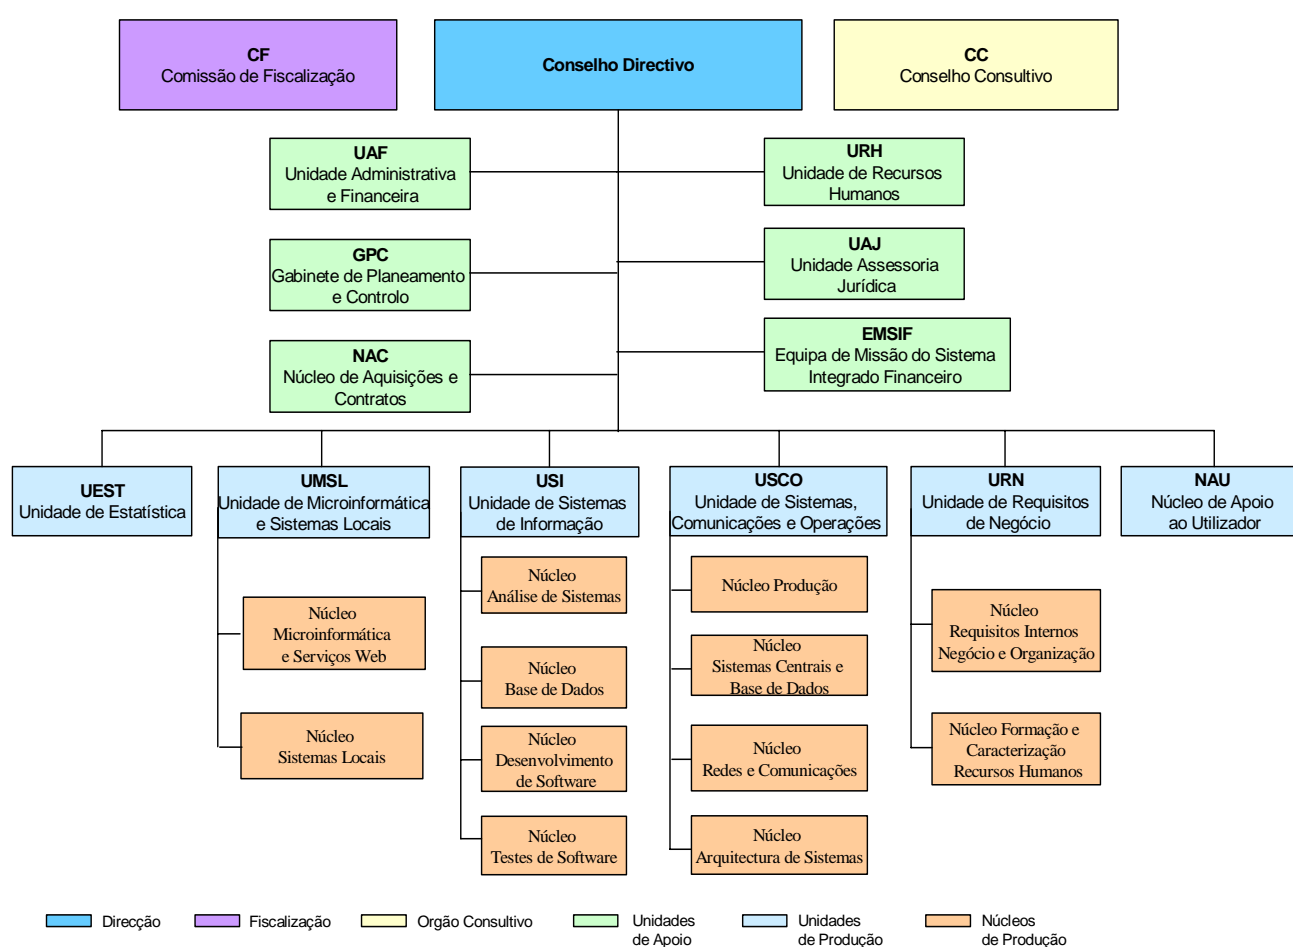 CF
Comissão de Fiscalização
Conselho Directivo
CC
Conselho Consultivo
UAF
Unidade Administrativa
e Financeira
URH
Unidade de Recursos
Humanos
GPC
Gabinete de Planeamento
e Controlo
UAJ
Unidade Assessoria
Jurídica
NAC
Núcleo de Aquisições e
Contratos
EMSIF
Equipa de Missão do Sistema
Integrado Financeiro
UEST
Unidade de Estatística
UMSL
Unidade de Microinformática
e Sistemas Locais
USI
Unidade de Sistemas
de Informação
USCO
Unidade de Sistemas,
Comunicações e Operações
URN
Unidade de Requisitos
de Negócio
NAU
Núcleo de Apoio
ao Utilizador
Núcleo
Microinformática
e Serviços Web
Núcleo
Sistemas Locais
Núcleo
Análise de Sistemas
Núcleo
Base de Dados
Núcleo
Desenvolvimento
de Software
Núcleo
Testes de Software
Núcleo Produção
Núcleo
Sistemas Centrais e
Base de Dados
Núcleo
Redes e Comunicações
Núcleo
Arquitectura de Sistemas
Núcleo
Requisitos Internos
Negócio e Organização
Núcleo Formação e
Caracterização
Recursos Humanos
Direcção
Fiscalização
Orgão Consultivo
Unidades
de Apoio
Unidades
de Produção
Núcleos
de Produção